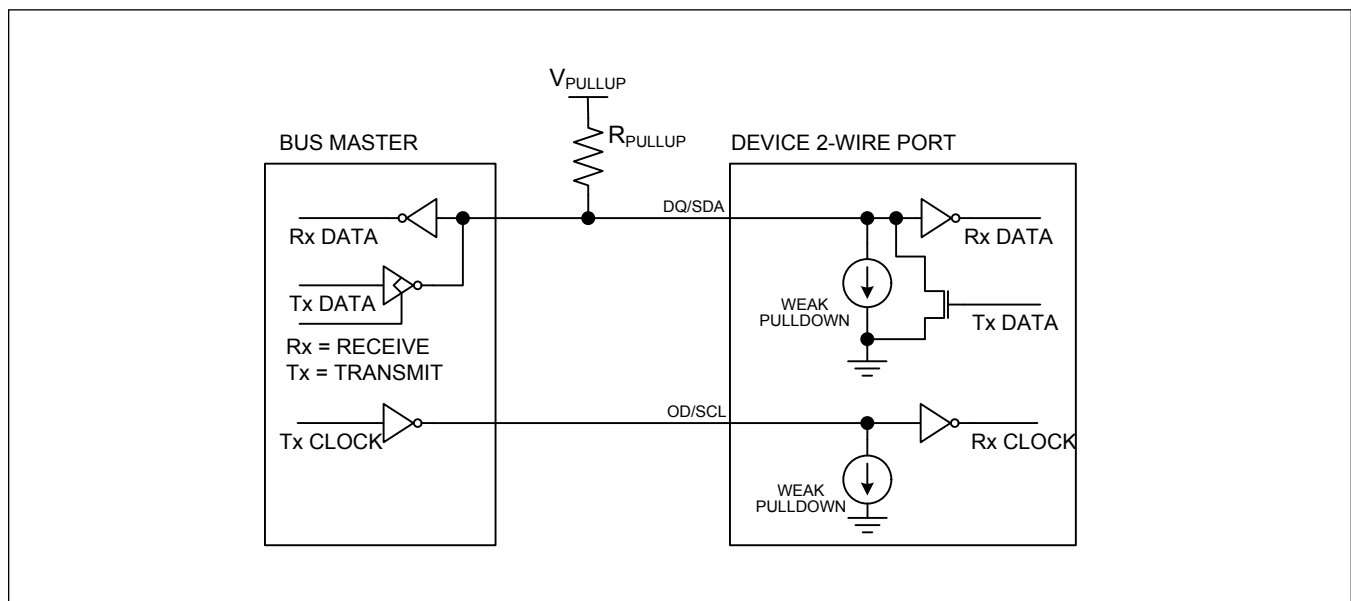 VPULLUP
RPULLUP
BUS MASTER
DEVICE 2-WIRE PORT
DQ/SDA
Rx DATA
Rx DATA
Tx DATA
WEAK
PULLDOWN
Tx DATA
Rx = RECEIVE
Tx = TRANSMIT
OD/SCL
Tx CLOCK
Rx CLOCK
WEAK
PULLDOWN